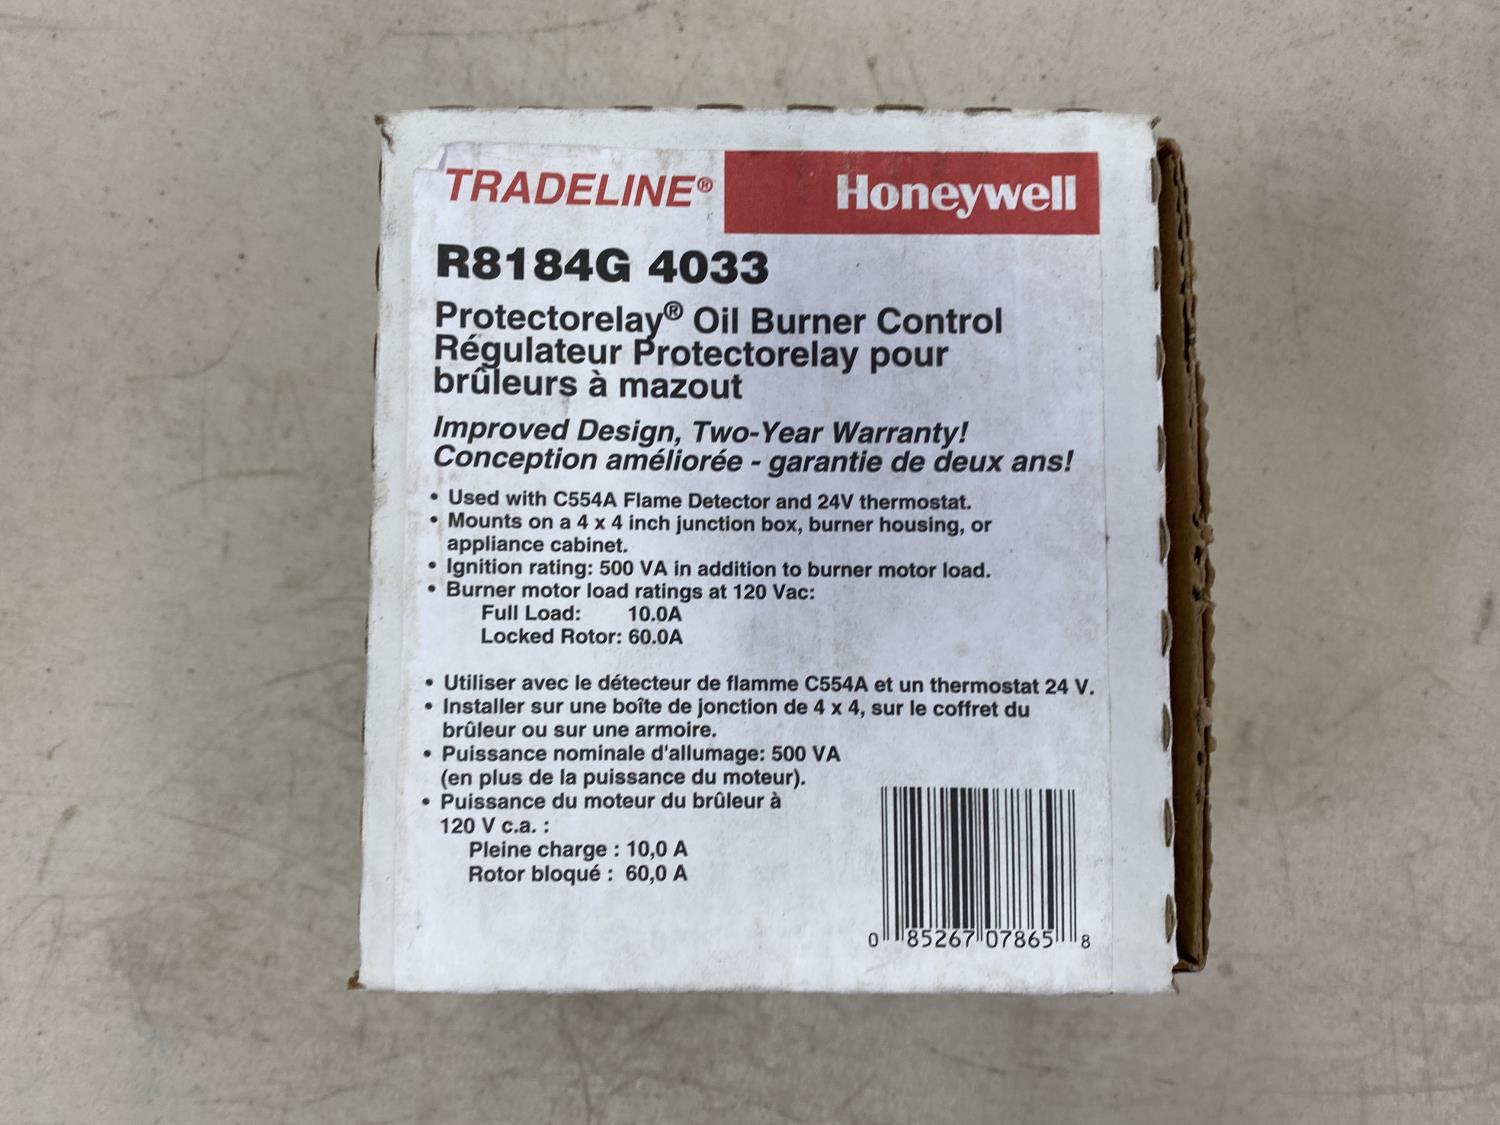 TRADELINE® Honeywell
R8184G 4033
Protectorelay® Oil Burner Control
Régulateur Protectorelay pour
brûleurs à mazout
Improved Design, Two-Year Warranty!
Conception améliorée - garantie de deux ans!
• Used with C554A Flame Detector and 24V thermostat.
• Mounts on a 4 x 4 inch junction box, burner housing, or
appliance cabinet.
• Ignition rating: 500 VA in addition to burner motor load.
• Burner motor load ratings at 120 Vac:
Full Load: 10.0A
Locked Rotor: 60.0A
• Utiliser avec le détecteur de flamme C554A et un thermostat 24 V.
• Installer sur une boîte de jonction de 4 x 4, sur le coffret du
brûleur ou sur une armoire.
• Puissance nominale d'allumage: 500 VA
(en plus de la puissance du moteur).
• Puissance du moteur du brûleur à
120 V c.a. :
Pleine charge : 10,0 A
Rotor bloqué : 60,0 A
0 85267 07865 8